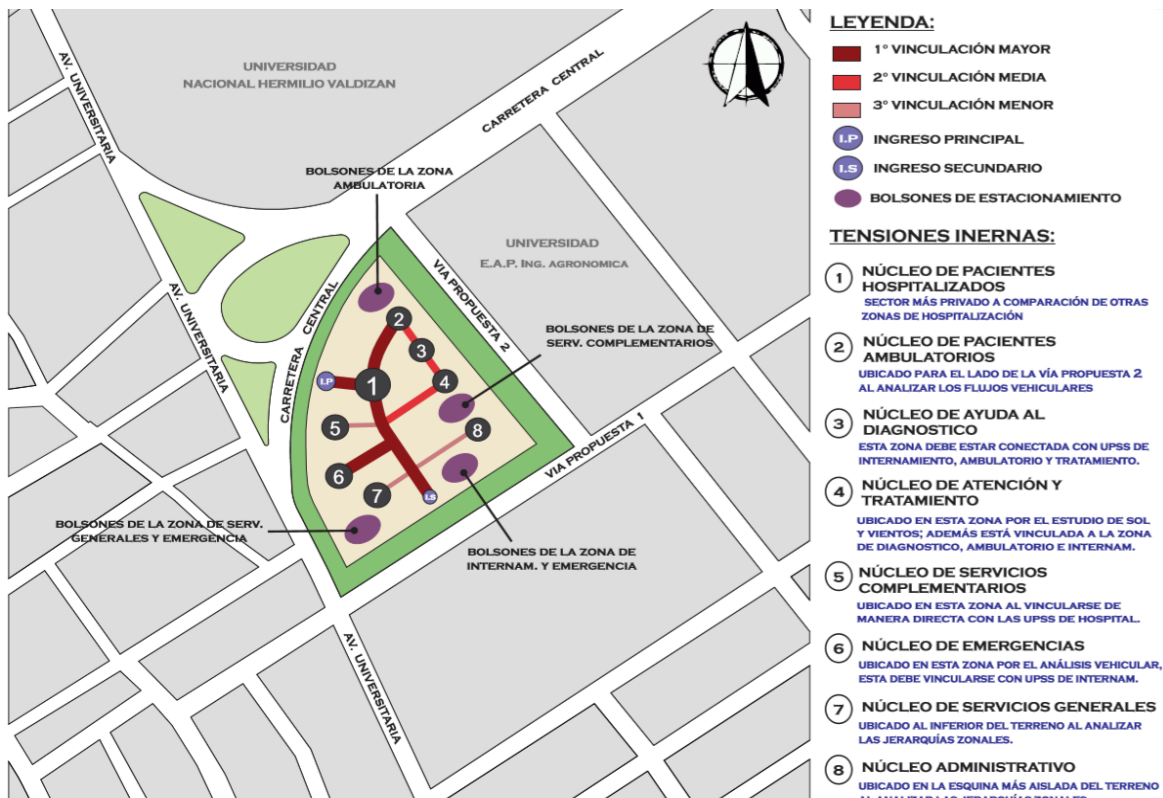 UNIVERSIDAD
NACIONAL HERMILIO VALDIZAN
AV. UNIVERSITARIA
CARRETERA CENTRAL
BOLSONES DE LA ZONA
AMBULATORIA
UNIVERSIDAD
E.A.P. ING. AGRONOMICA
VIA PROPUESTA 2
CARRETERA CENTRAL
AV. UNIVERSITARIA
BOLSONES DE LA ZONA DE
SERV. COMPLEMENTARIOS
2
3
I.P
1
4
5
8
6
7
I.S
VIA PROPUESTA 1
BOLSONES DE LA ZONA DE SERV.
GENERALES Y EMERGENCIA
BOLSONES DE LA ZONA DE
INTERNAM. Y EMERGENCIA
AV. UNIVERSITARIA
LEYENDA:
1° VINCULACIÓN MAYOR
2° VINCULACIÓN MEDIA
3° VINCULACIÓN MENOR
I.P INGRESO PRINCIPAL
I.S INGRESO SECUNDARIO
BOLSONES DE ESTACIONAMIENTO
TENSIONES INERNAS:
1 NÚCLEO DE PACIENTES
HOSPITALIZADOS
SECTOR MÁS PRIVADO A COMPARACIÓN DE OTRAS
ZONAS DE HOSPITALIZACIÓN
2 NÚCLEO DE PACIENTES
AMBULATORIOS
UBICADO PARA EL LADO DE LA VÍA PROPUESTA 2
AL ANALIZAR LOS FLUJOS VEHICULARES
3 NÚCLEO DE AYUDA AL
DIAGNOSTICO
ESTA ZONA DEBE ESTAR CONECTADA CON UPSS DE
INTERNAMIENTO, AMBULATORIO Y TRATAMIENTO.
4 NÚCLEO DE ATENCIÓN Y
TRATAMIENTO
UBICADO EN ESTA ZONA POR EL ESTUDIO DE SOL
Y VIENTOS; ADEMÁS ESTÁ VINCULADA A LA ZONA
DE DIAGNOSTICO, AMBULATORIO E INTERNAM.
5 NÚCLEO DE SERVICIOS
COMPLEMENTARIOS
UBICADO EN ESTA ZONA AL VINCULARSE DE
MANERA DIRECTA CON LAS UPSS DE HOSPITAL.
6 NÚCLEO DE EMERGENCIAS
UBICADO EN ESTA ZONA POR EL ANÁLISIS VEHICULAR,
ESTA DEBE VINCULARSE CON UPSS DE INTERNAM.
7 NÚCLEO DE SERVICIOS GENERALES
UBICADO AL INFERIOR DEL TERRENO AL ANALIZAR
LAS JERARQUÍAS ZONALES.
8 NÚCLEO ADMINISTRATIVO
UBICADO EN LA ESQUINA MÁS AISLADA DEL TERRENO
AL ANALIZAR LAS JERARQUÍAS ZONALES